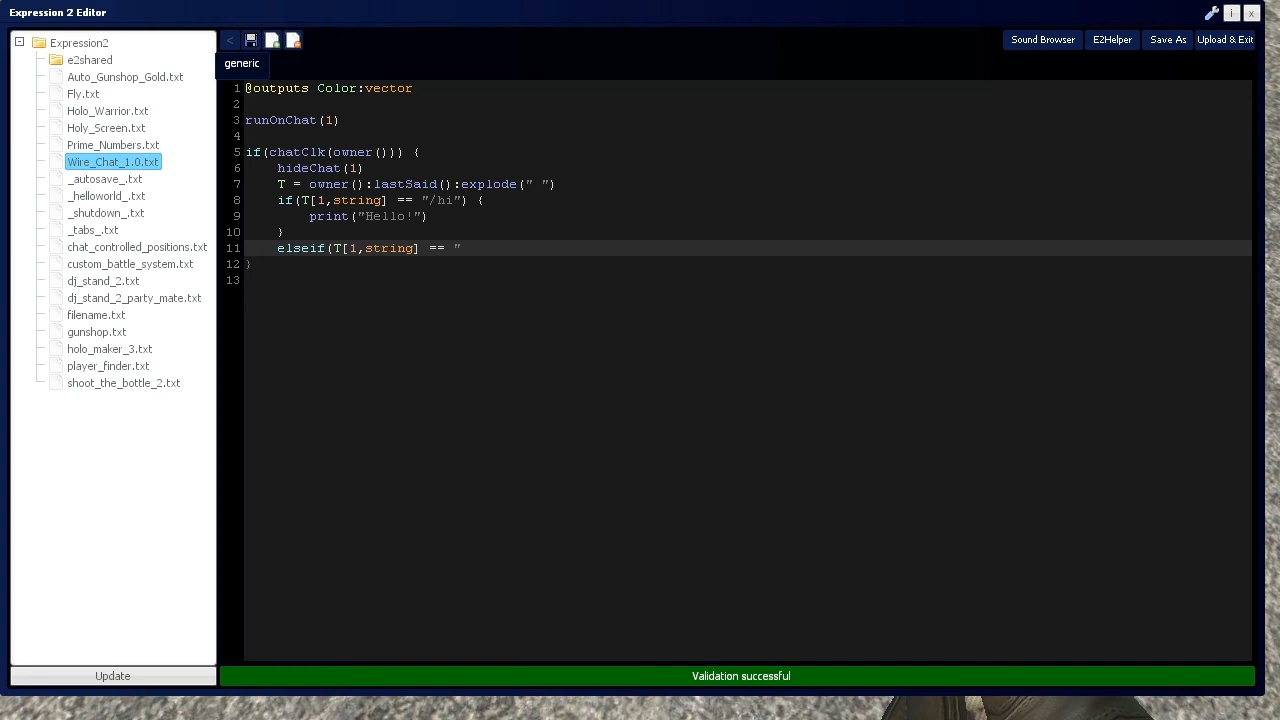 Expression 2 Editor
i
x
Expression2
e2shared
Auto_Gunshop_Gold.txt
Fly.txt
Holo_Warrior.txt
Holy_Screen.txt
Prime_Numbers.txt
Wire_Chat_1.0.txt
_autosave_.txt
_helloworld_.txt
_shutdown_.txt
_tabs_.txt
chat_controlled_positions.txt
custom_battle_system.txt
dj_stand_2.txt
dj_stand_2_party_mate.txt
filename.txt
gunshop.txt
holo_maker_3.txt
player_finder.txt
shoot_the_bottle_2.txt
Update
<
Sound Browser
E2Helper
Save As
Upload & Exit
generic
1 @outputs Color:vector
2
3 runOnChat(1)
4
5 if(chatClk(owner())) {
6     hideChat(1)
7     T = owner():lastSaid():explode(" ")
8     if(T[1,string] == "/hi") {
9         print("Hello!")
10     }
11     elseif(T[1,string] == "
12 }
13
Validation successful